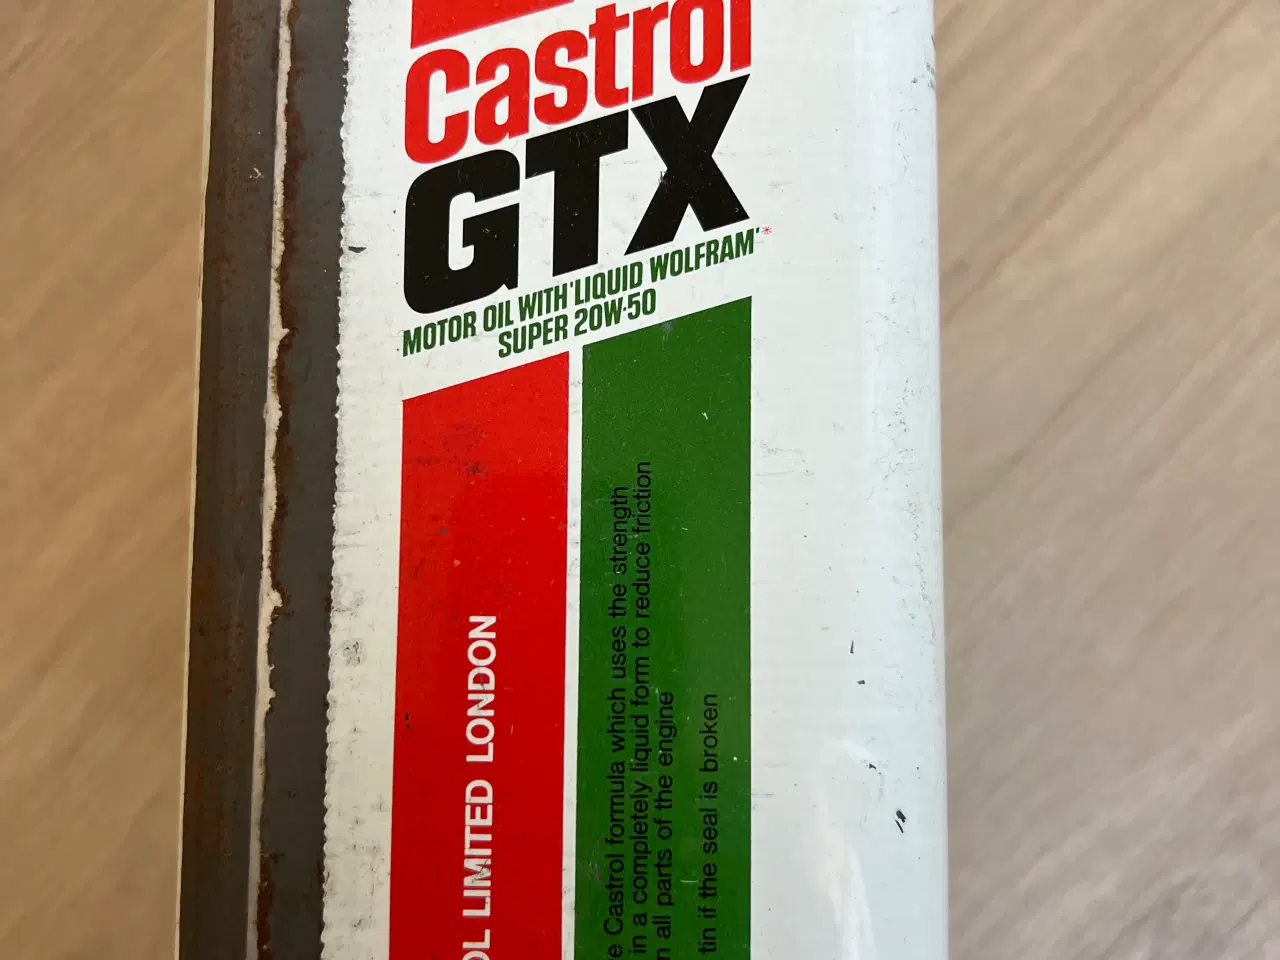 Castrol
GTX
MOTOR OIL WITH 'LIQUID WOLFRAM'*
SUPER 20W-50
LIMITED LONDON
Castrol formula which uses the strength
in a completely liquid form to reduce friction
all parts of the engine
tin if the seal is broken